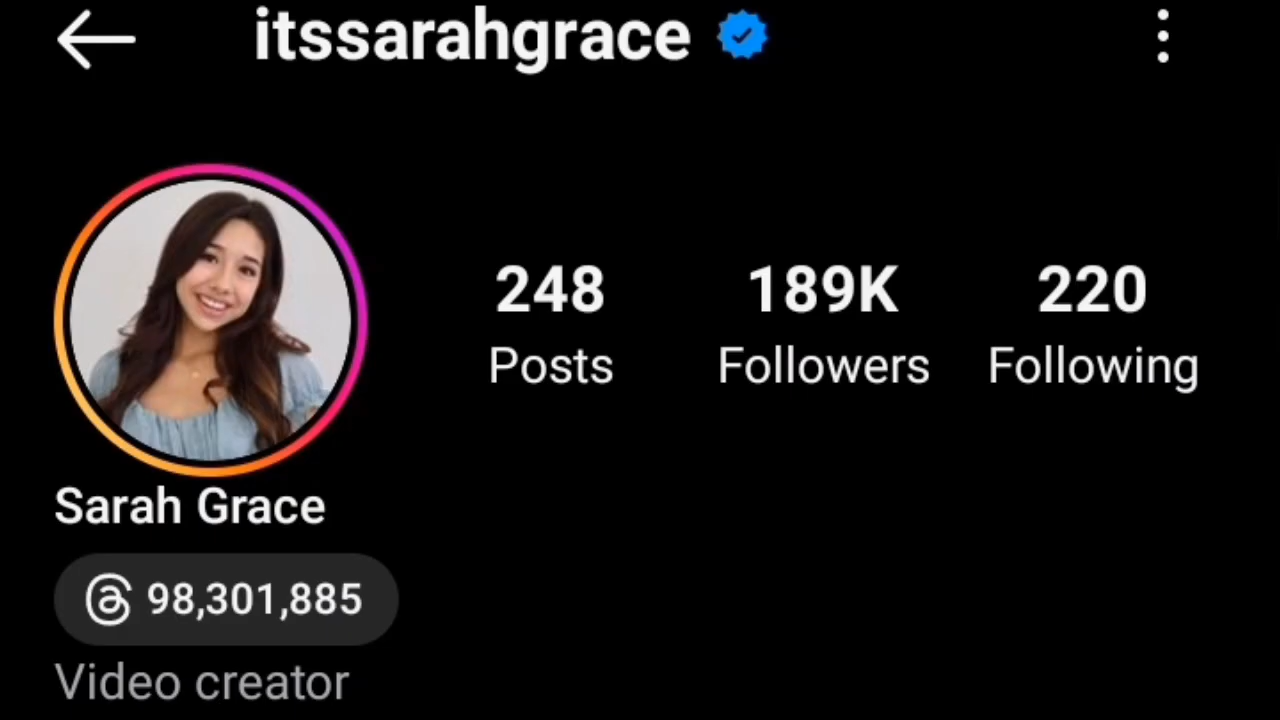 itssarahgrace
248 189K 220
Posts Followers Following
Sarah Grace
98,301,885
Video creator